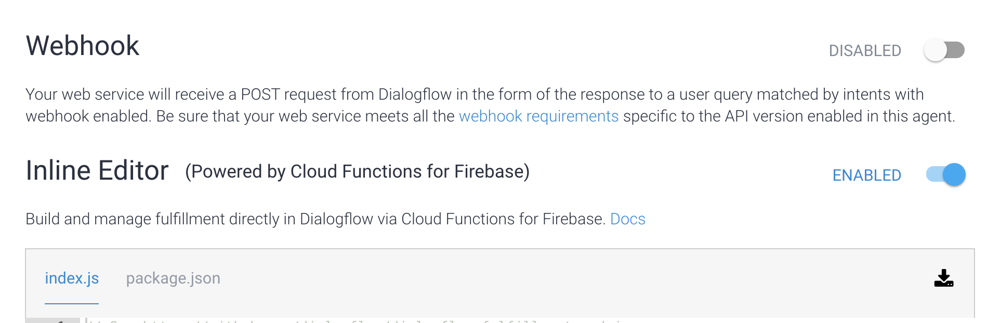 Webhook
DISABLED
Your web service will receive a POST request from Dialogflow in the form of the response to a user query matched by intents with
webhook enabled. Be sure that your web service meets all the webhook requirements specific to the API version enabled in this agent.
Inline Editor (Powered by Cloud Functions for Firebase)
ENABLED
Build and manage fulfillment directly in Dialogflow via Cloud Functions for Firebase. Docs
index.js package.json